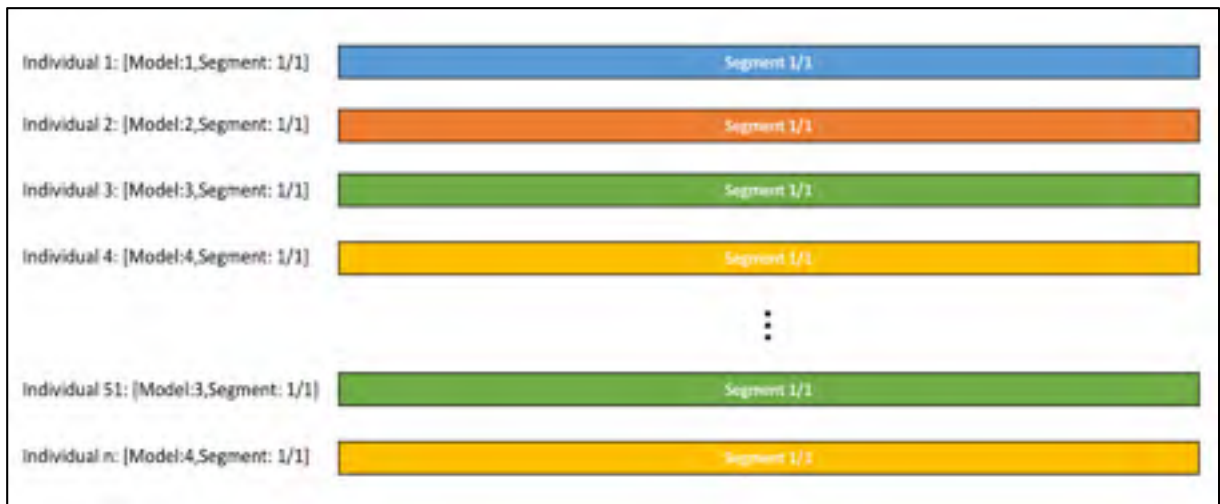 Individual 1: [Model:1,Segment: 1/1] Segment 1/1
Individual 2: [Model:2,Segment: 1/1] Segment 1/1
Individual 3: [Model:3,Segment: 1/1] Segment 1/1
Individual 4: [Model:4,Segment: 1/1] Segment 1/1
Individual 51: [Model:3,Segment: 1/1] Segment 1/1
Individual n: [Model:4,Segment: 1/1] Segment 1/1